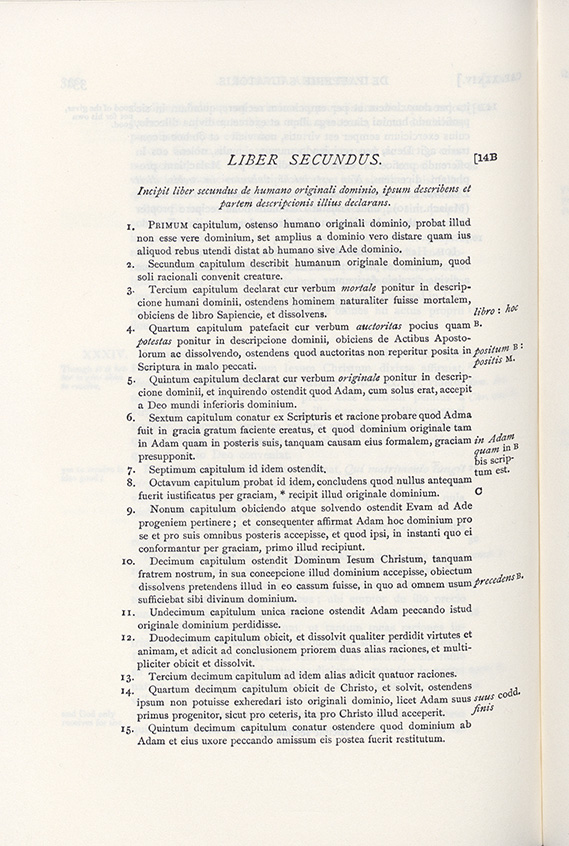 LIBER SECUNDUS.
[14B
Incipit liber secundus de humano originali dominio, ipsum describens et
partem descripcionis illius declarans.
1. PRIMUM capitulum, ostenso humano originali dominio, probat illud
non esse vere dominium, set amplius a dominio vero distare quam ius
aliquod rebus utendi distat ab humano sive Ade dominio.
2. Secundum capitulum describit humanum originale dominium, quod
soli racionali convenit creature.
3. Tercium capitulum declarat cur verbum mortale ponitur in descrip-
cione humani dominii, ostendens hominem naturaliter fuisse mortalem,
obiciens de libro Sapiencie, et dissolvens.
libro : hoc
B.
4. Quartum capitulum patefacit cur verbum auctoritas pocius quam
potestas ponitur in descripcione dominii, obiciens de Actibus Aposto-
lorum ac dissolvendo, ostendens quod auctoritas non reperitur posita in
Scriptura in malo peccati.
positum B :
positis M.
5. Quintum capitulum declarat cur verbum originale ponitur in descrip-
cione dominii, et inquirendo ostendit quod Adam, cum solus erat, accepit
a Deo mundi inferioris dominium.
6. Sextum capitulum conatur ex Scripturis et racione probare quod Adma
fuit in gracia gratum faciente creatus, et quod dominium originale tam
in Adam quam in posteris suis, tanquam causam eius formalem, graciam
presupponit.
in Adam
quam in B
bis scrip-
tum est.
7. Septimum capitulum id idem ostendit.
8. Octavum capitulum probat id idem, concludens quod nullus antequam
fuerit iustificatus per graciam, * recipit illud originale dominium.
C
9. Nonum capitulum obiciendo atque solvendo ostendit Evam ad Ade
progeniem pertinere ; et consequenter affirmat Adam hoc dominium pro
se et pro suis omnibus posteris accepisse, et quod ipsi, in instanti quo ei
conformantur per graciam, primo illud recipiunt.
10. Decimum capitulum ostendit Dominum Iesum Christum, tanquam
fratrem nostrum, in sua concepcione illud dominium accepisse, obiectum
dissolvens pretendens illud in eo cassum fuisse, in quo ad omnem usum
sufficiebat sibi divinum dominium.
precedens B.
11. Undecimum capitulum unica racione ostendit Adam peccando istud
originale dominium perdidisse.
12. Duodecimum capitulum obicit, et dissolvit qualiter perdidit virtutes et
animam, et adicit ad conclusionem priorem duas alias raciones, et multi-
pliciter obicit et dissolvit.
13. Tercium decimum capitulum ad idem alias adicit quatuor raciones.
14. Quartum decimum capitulum obicit de Christo, et solvit, ostendens
ipsum non potuisse exheredari isto originali dominio, licet Adam suus
primus progenitor, sicut pro ceteris, ita pro Christo illud acceperit.
suus codd.
finis
15. Quintum decimum capitulum conatur ostendere quod dominium ab
Adam et eius uxore peccando amissum eis postea fuerit restitutum.